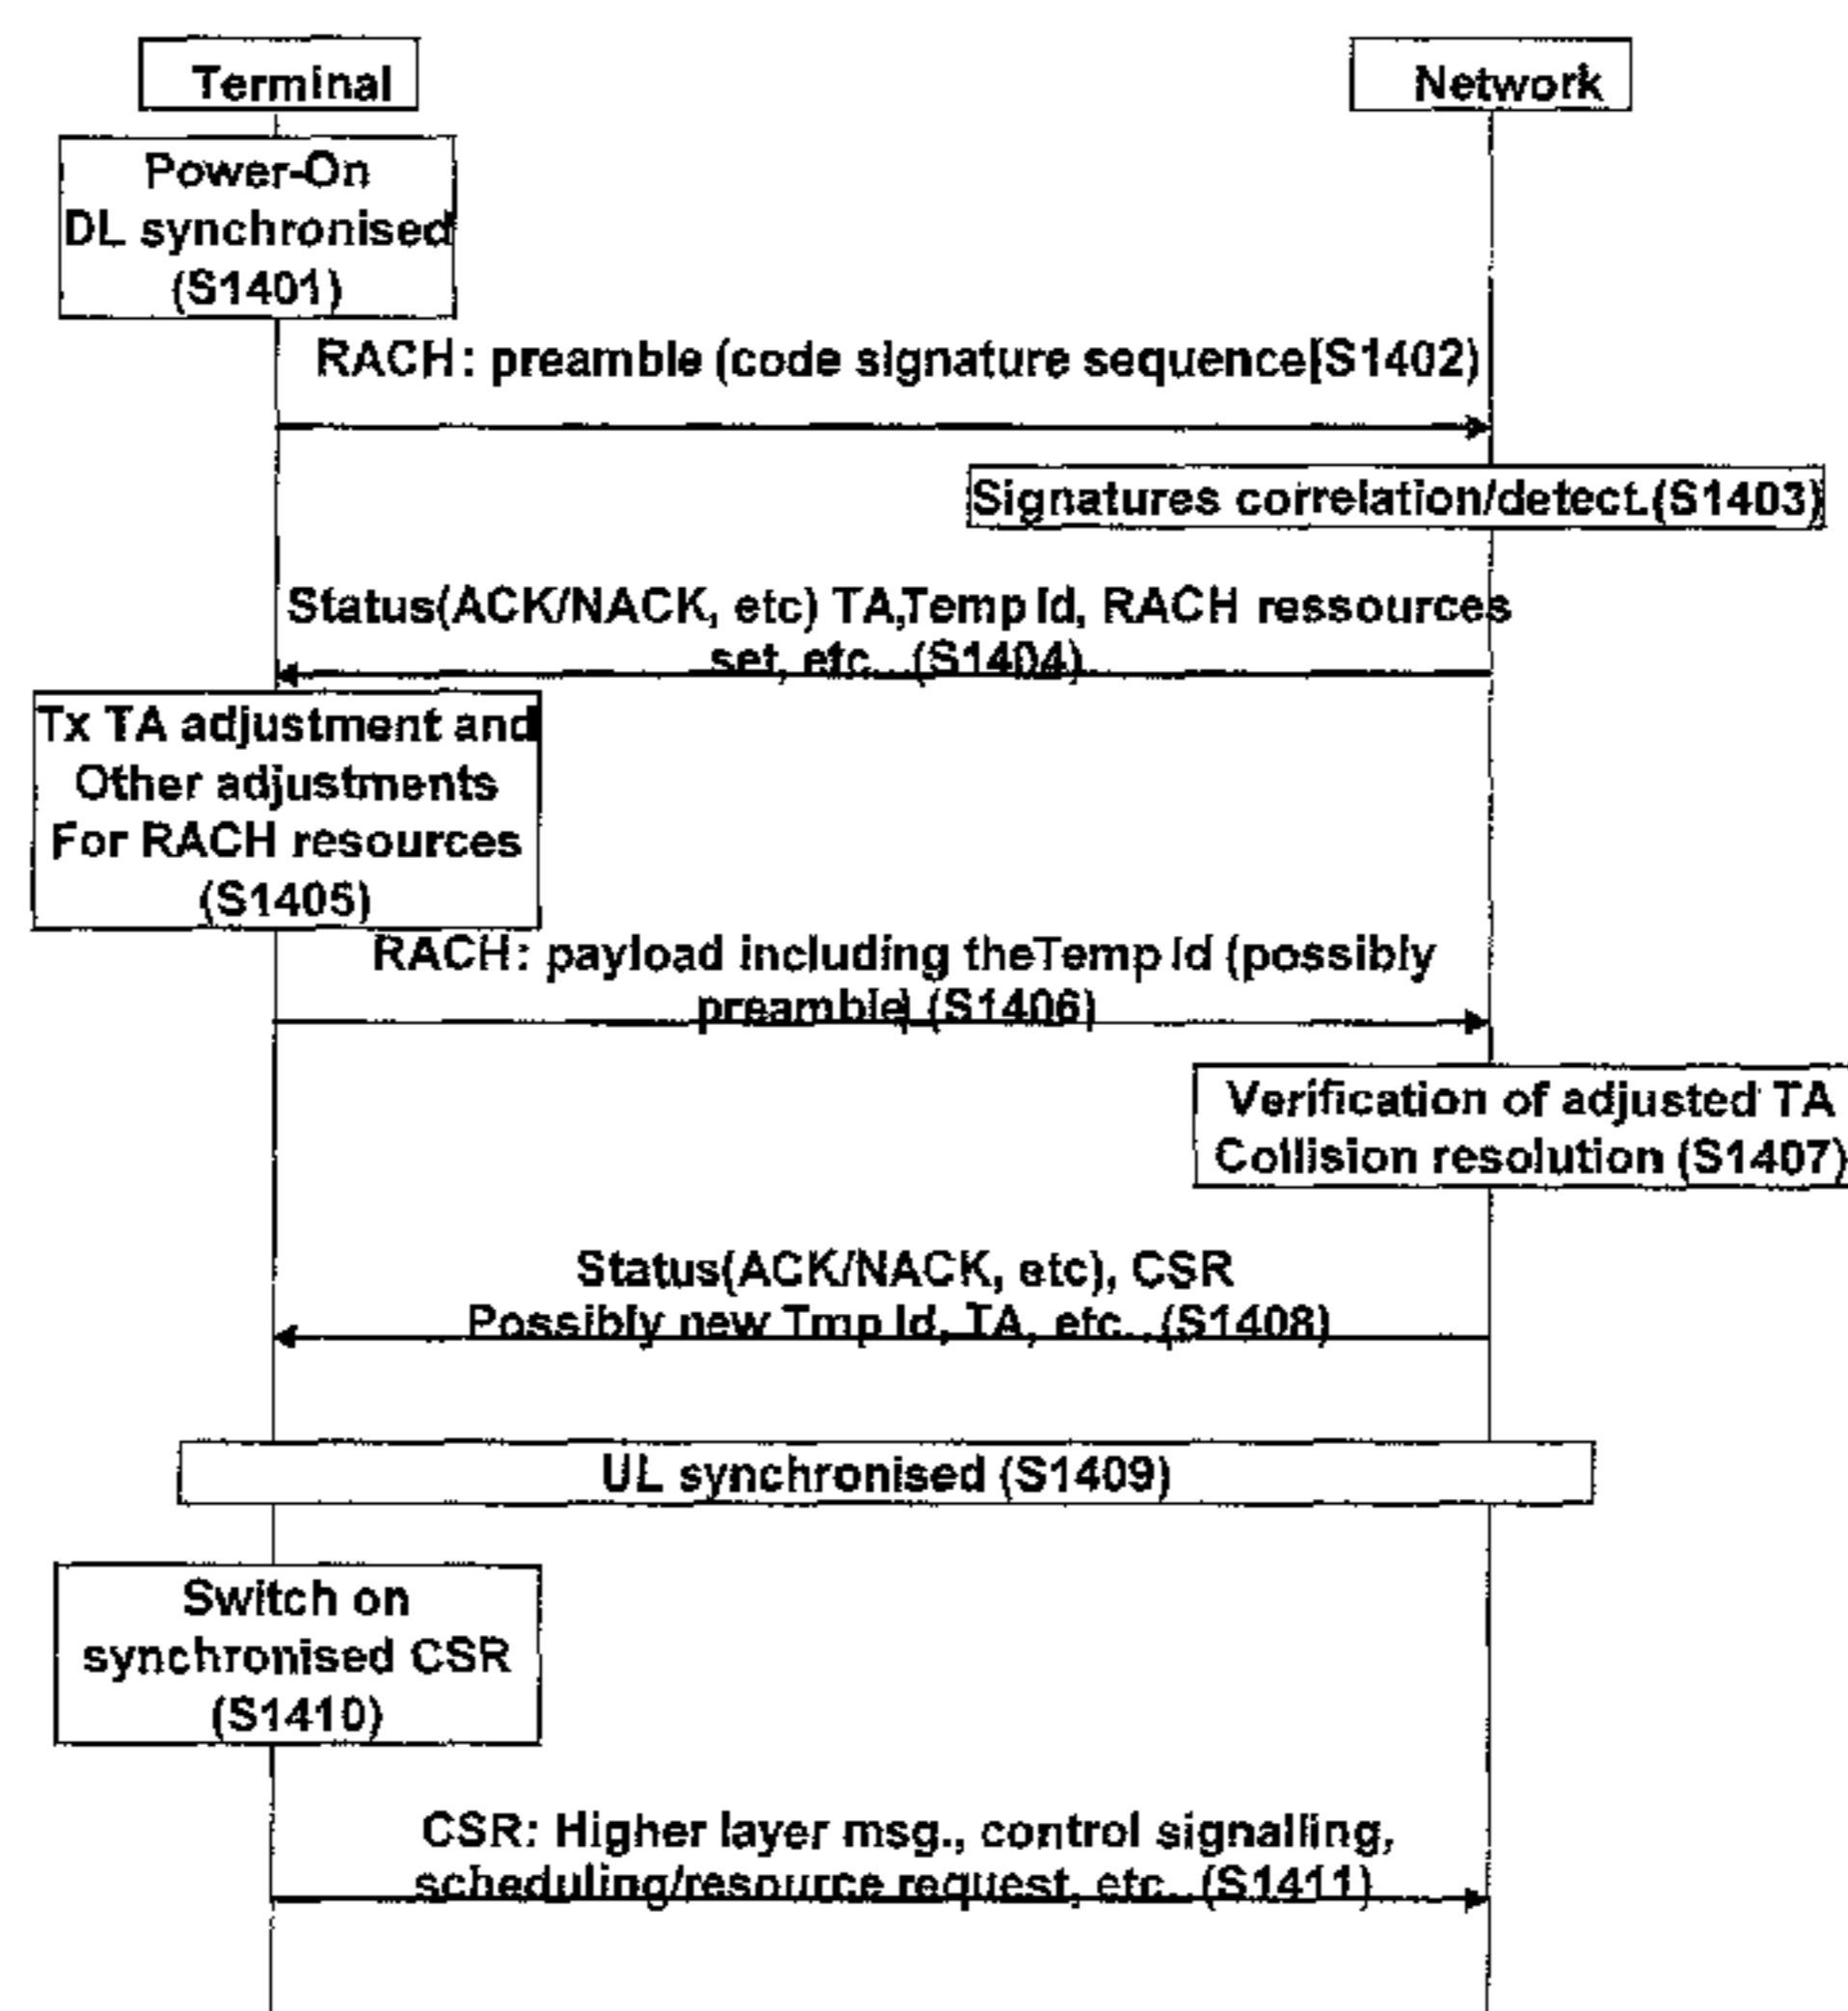 Terminal
Network
Power-On
DL synchronised
(S1401)
RACH: preamble (code signature sequence[S1402)
Signatures correlation/detect.(S1403)
Status(ACK/NACK, etc) TA,Temp Id, RACH ressources
set, etc...(S1404)
Tx TA adjustment and
Other adjustments
For RACH resources
(S1405)
RACH: payload including theTemp Id (possibly
preamble) (S1406)
Verification of adjusted TA
Collision resolution (S1407)
Status(ACK/NACK, etc), CSR
Possibly new Tmp Id, TA, etc...(S1408)
UL synchronised (S1409)
Switch on
synchronised CSR
(S1410)
CSR: Higher layer msg., control signalling,
scheduling/resource request, etc...(S1411)